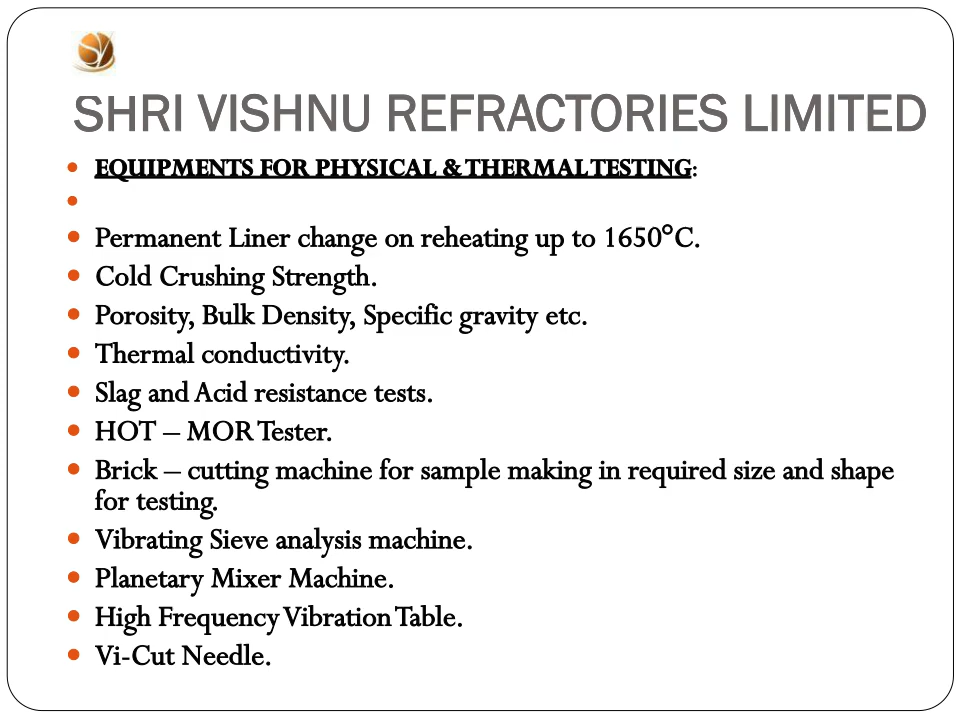 SHRI VISHNU REFRACTORIES LIMITED
• EQUIPMENTS FOR PHYSICAL & THERMAL TESTING:
•
• Permanent Liner change on reheating up to 1650°C.
• Cold Crushing Strength.
• Porosity, Bulk Density, Specific gravity etc.
• Thermal conductivity.
• Slag and Acid resistance tests.
• HOT – MOR Tester.
• Brick – cutting machine for sample making in required size and shape
for testing.
• Vibrating Sieve analysis machine.
• Planetary Mixer Machine.
• High Frequency Vibration Table.
• Vi-Cut Needle.